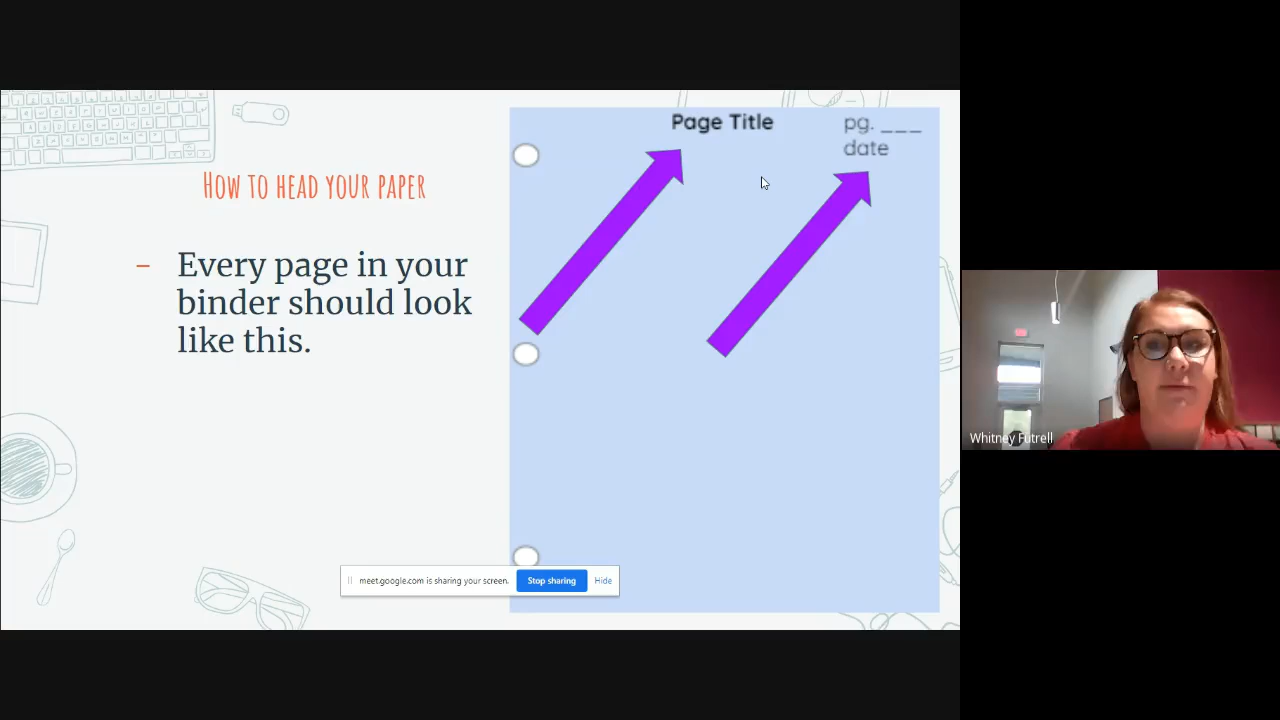 How to head your paper
- Every page in your
binder should look
like this.
Page Title
pg. ___
date
meet.google.com is sharing your screen.
Stop sharing
Hide
Whitney Futrell